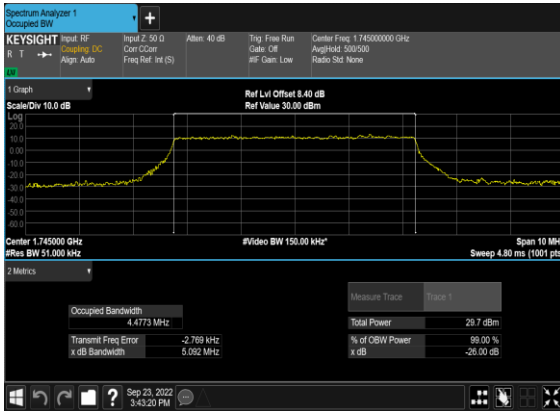 Spectrum Analyzer 1
Occupied BW
+
KEYSIGHT Input: RF Input Z: 50 Ω Atten: 40 dB Trig: Free Run Center Freq: 1.745000000 GHz
R T Coupling: DC Corr CCorr Gate: Off Avg|Hold: 500/500
Align: Auto Freq Ref: Int (S) #IF Gain: Low Radio Std: None
LW
1 Graph
Ref Lvl Offset 8.40 dB
Scale/Div 10.0 dB Ref Value 30.00 dBm
Log
20.0
10.0
0.00
-10.0
-20.0
-30.0
-40.0
-50.0
-60.0
Center 1.745000 GHz #Video BW 150.00 kHz* Span 10 MH
#Res BW 51.000 kHz Sweep 4.80 ms (1001 pts
2 Metrics
Measure Trace Trace 1
Occupied Bandwidth
4.4773 MHz
Total Power 29.7 dBm
Transmit Freq Error -2.769 kHz % of OBW Power 99.00 %
x dB Bandwidth 5.092 MHz x dB -26.00 dB
?
Sep 23, 2022
3:43:20 PM